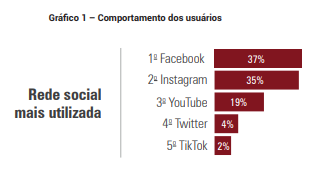 Gráfico 1 – Comportamento dos usuários
Rede social
mais utilizada
1º Facebook 37%
2º Instagram 35%
3º YouTube 19%
4º Twitter 4%
5º TikTok 2%